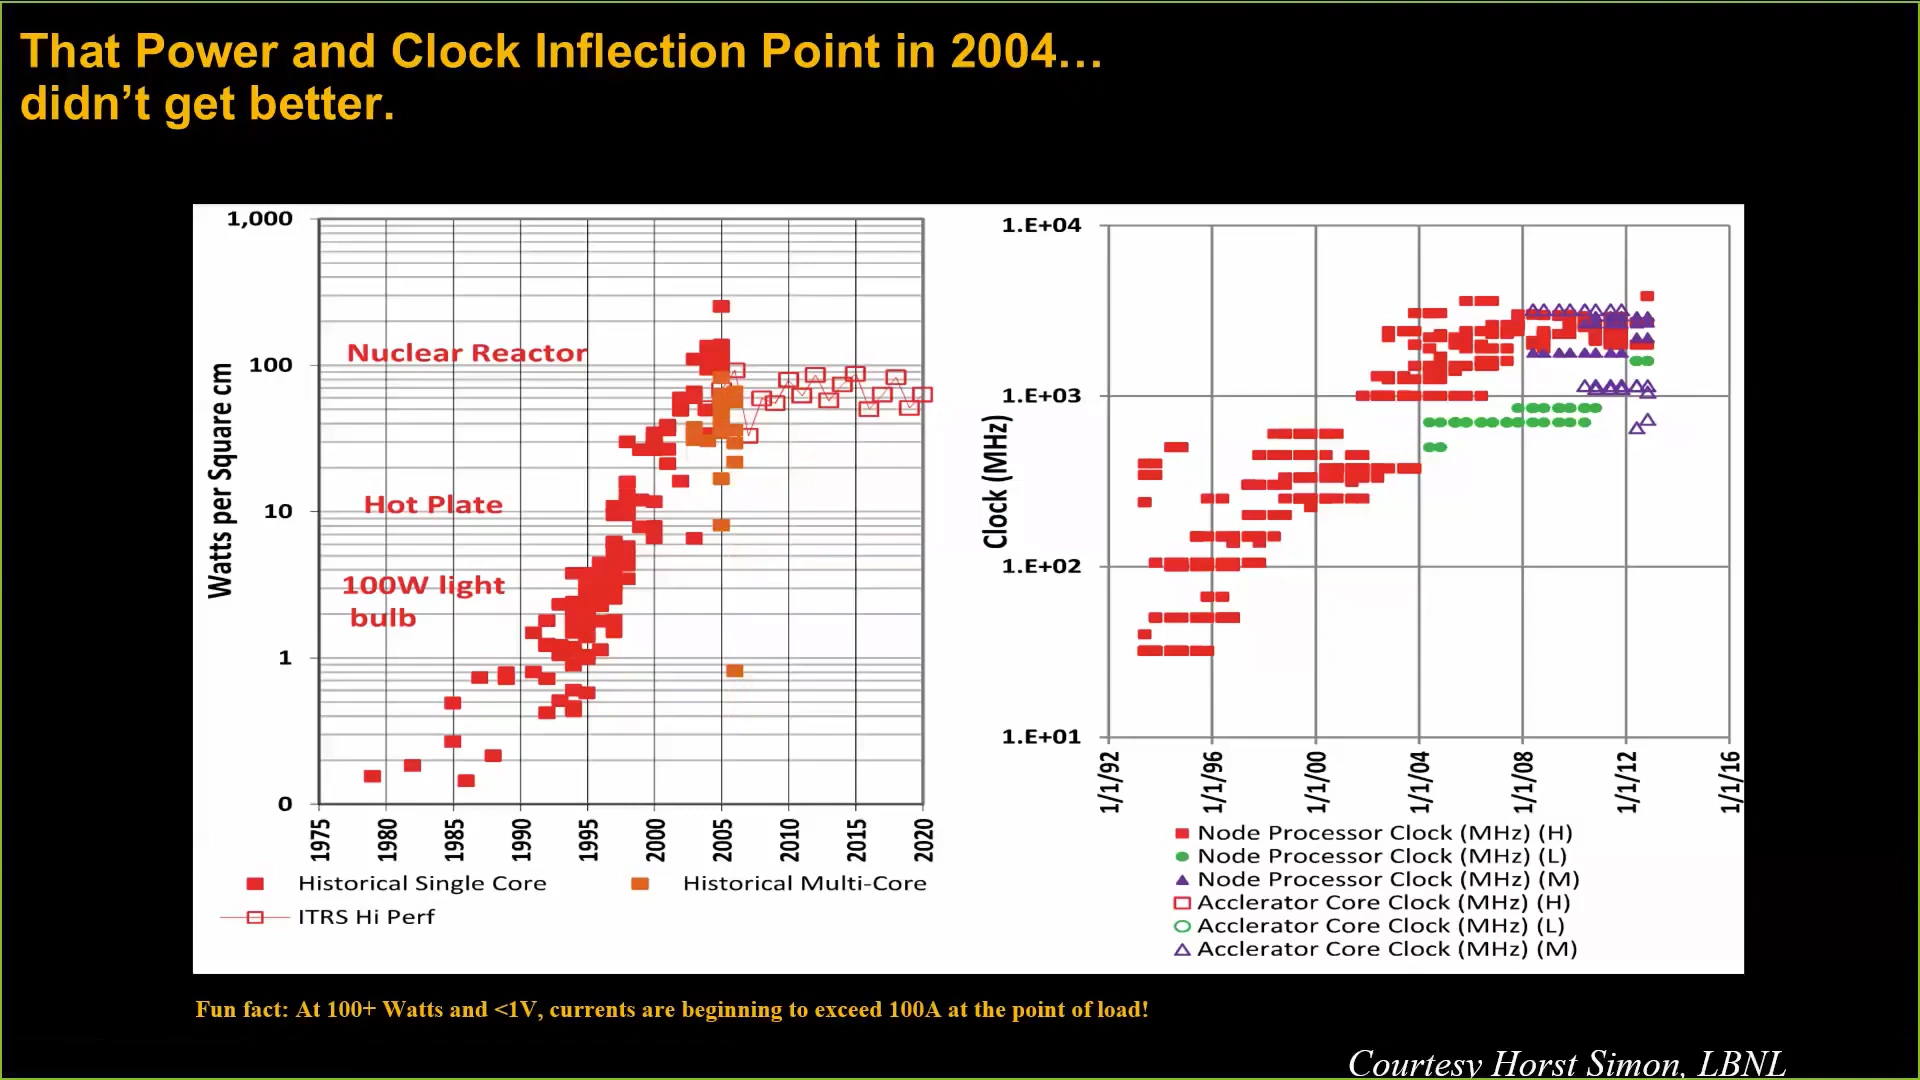 That Power and Clock Inflection Point in 2004…
didn't get better.
1,000
100
10
1
0
Watts per Square cm
Nuclear Reactor
Hot Plate
100W light
bulb
1975
1980
1985
1990
1995
2000
2005
2010
2015
2020
Historical Single Core
Historical Multi-Core
ITRS Hi Perf
1.E+04
1.E+03
1.E+02
1.E+01
Clock (MHz)
1/1/92
1/1/96
1/1/00
1/1/04
1/1/08
1/1/12
1/1/16
Node Processor Clock (MHz) (H)
Node Processor Clock (MHz) (L)
Node Processor Clock (MHz) (M)
Acclerator Core Clock (MHz) (H)
Acclerator Core Clock (MHz) (L)
Acclerator Core Clock (MHz) (M)
Fun fact: At 100+ Watts and <1V, currents are beginning to exceed 100A at the point of load!
Courtesy Horst Simon, LBNL